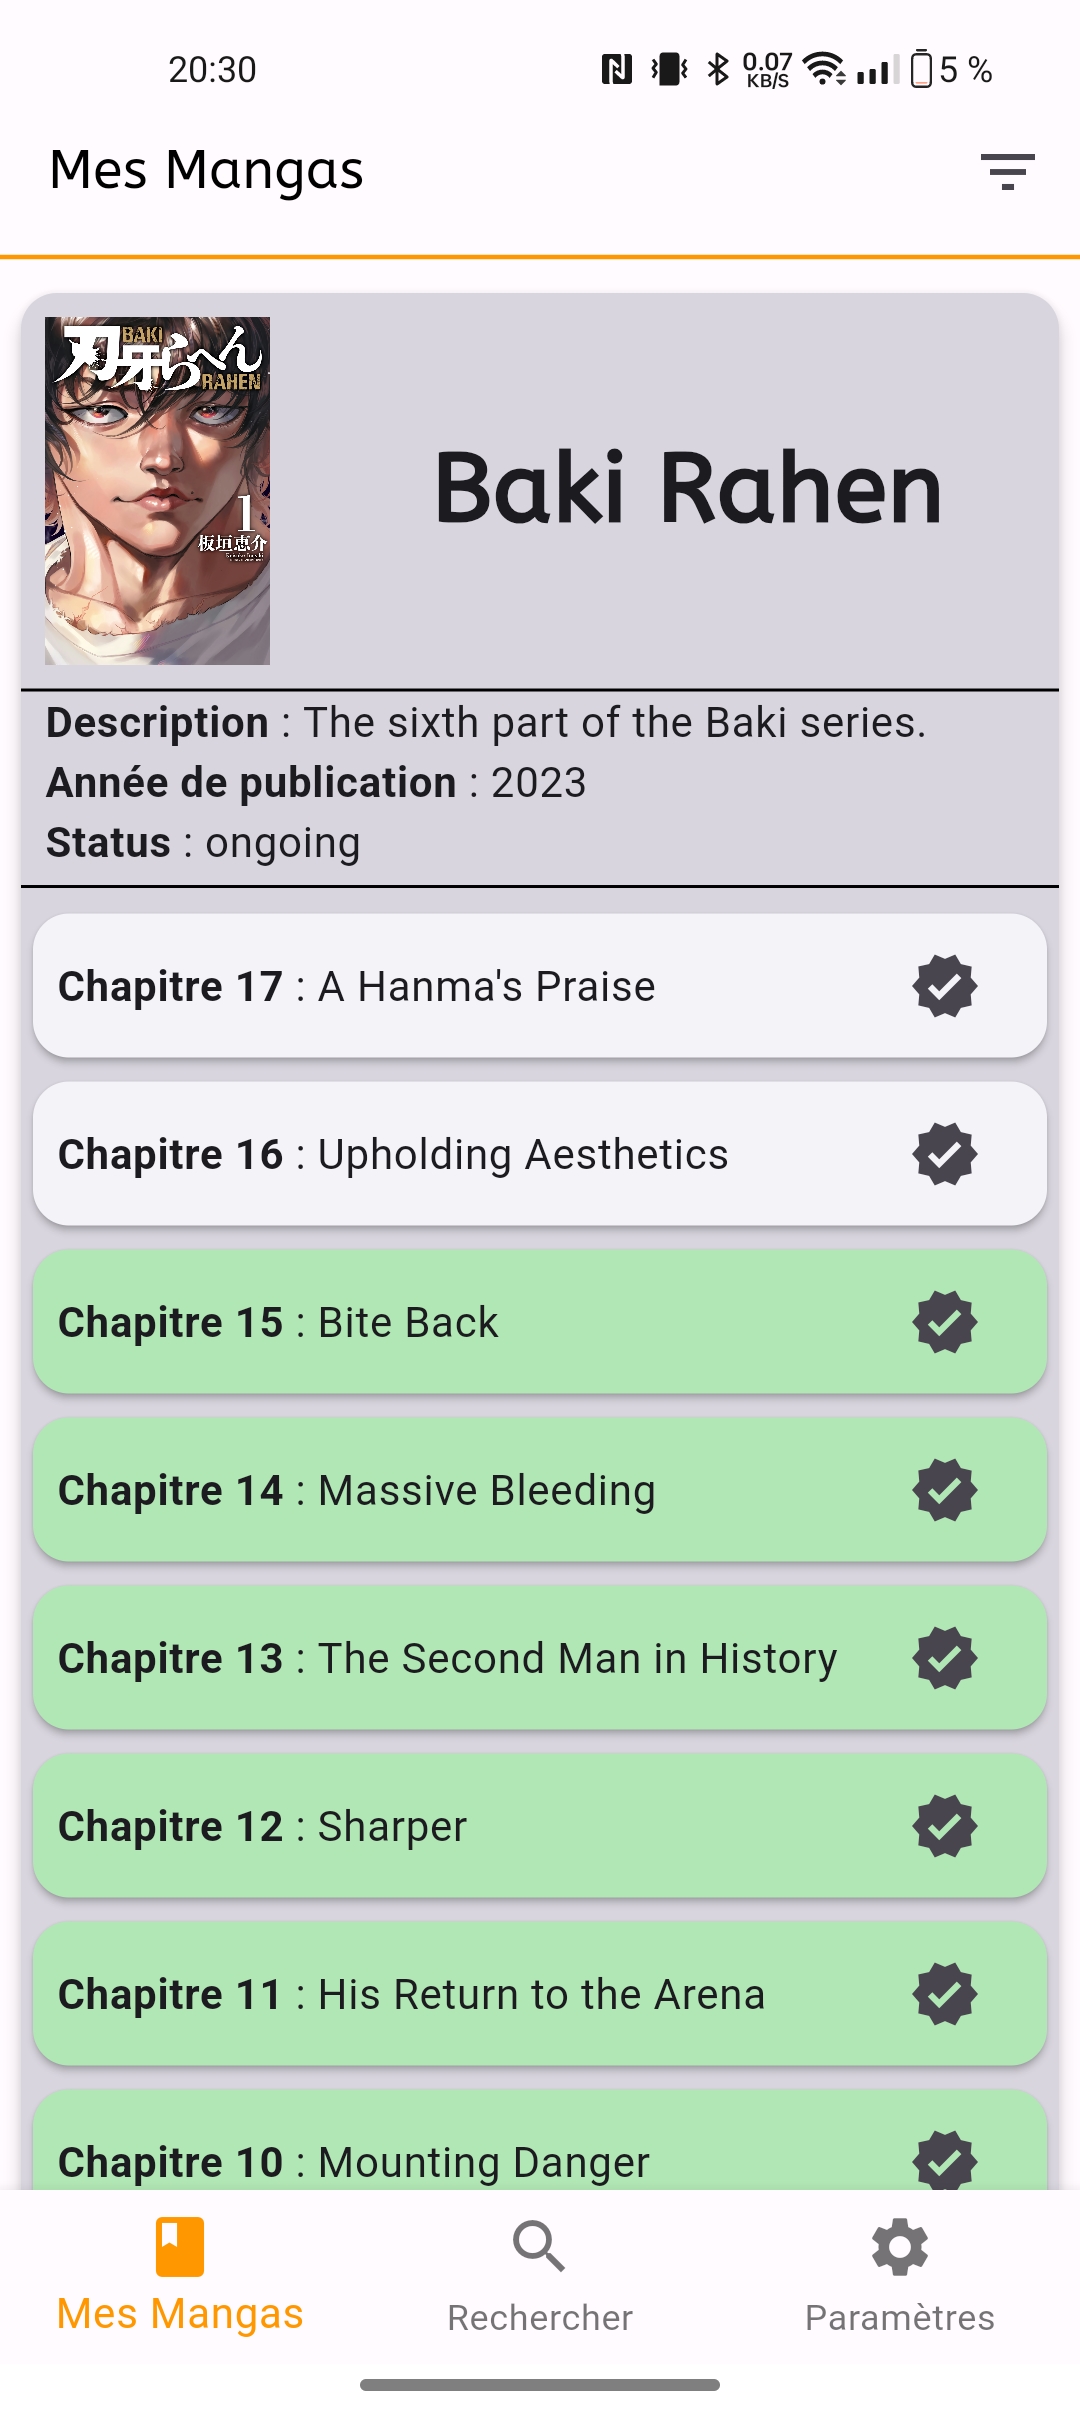 20:30
0.07
KB/S
5 %
Mes Mangas
BAKI
刃牙らへん
RAHEN
1
板垣恵介
Baki Rahen
Description : The sixth part of the Baki series.
Année de publication : 2023
Status : ongoing
Chapitre 17 : A Hanma's Praise
Chapitre 16 : Upholding Aesthetics
Chapitre 15 : Bite Back
Chapitre 14 : Massive Bleeding
Chapitre 13 : The Second Man in History
Chapitre 12 : Sharper
Chapitre 11 : His Return to the Arena
Chapitre 10 : Mounting Danger
Mes Mangas
Rechercher
Paramètres